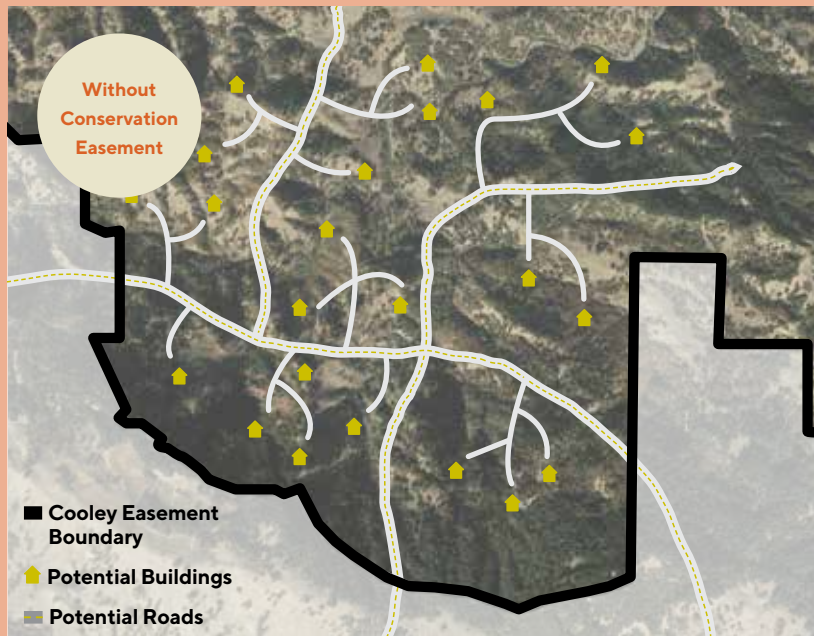 Without
Conservation
Easement
Cooley Easement
Boundary
Potential Buildings
Potential Roads